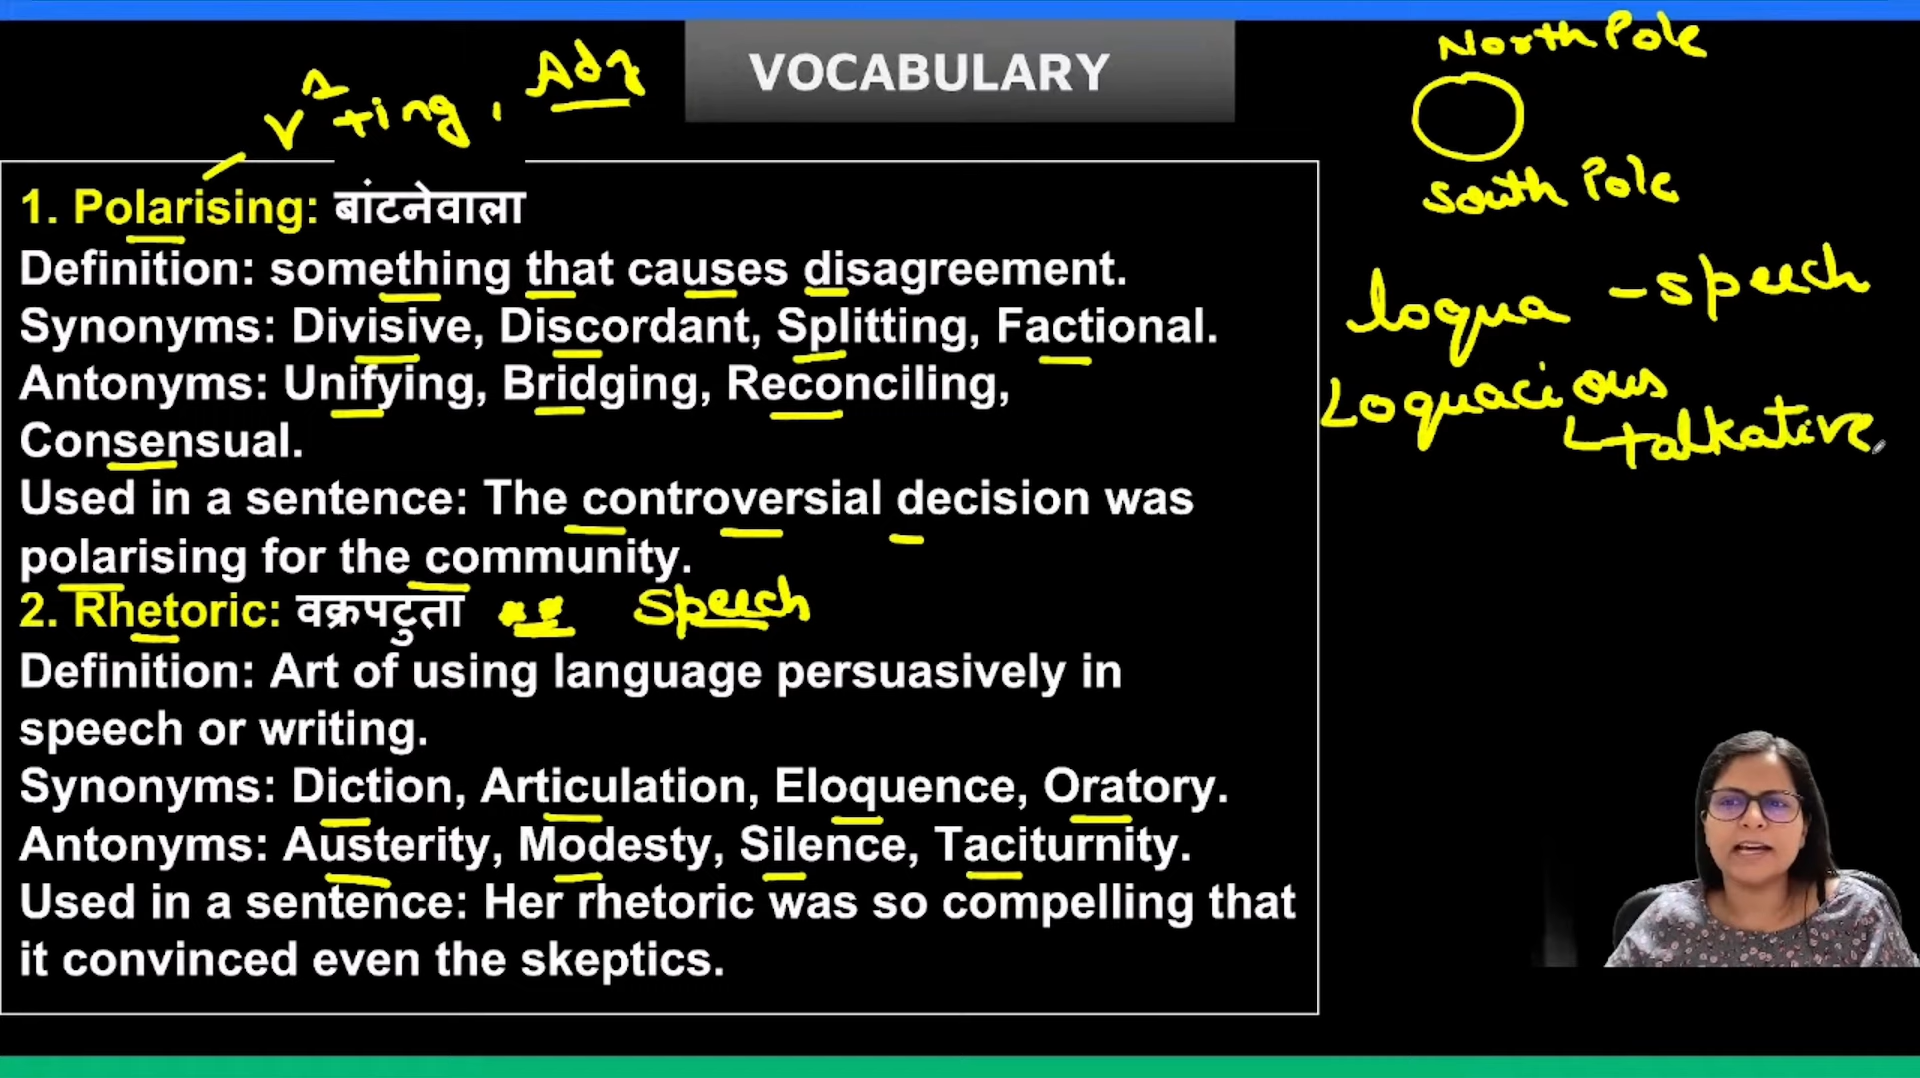 VOCABULARY
V¹+ing, Adj
North Pole
South Pole
loqua - speech
Loquacious
talkative
1. Polarising: बांटनेवाला
Definition: something that causes disagreement.
Synonyms: Divisive, Discordant, Splitting, Factional.
Antonyms: Unifying, Bridging, Reconciling,
Consensual.
Used in a sentence: The controversial decision was
polarising for the community.
2. Rhetoric: वक्रपटुता speech
Definition: Art of using language persuasively in
speech or writing.
Synonyms: Diction, Articulation, Eloquence, Oratory.
Antonyms: Austerity, Modesty, Silence, Taciturnity.
Used in a sentence: Her rhetoric was so compelling that
it convinced even the skeptics.